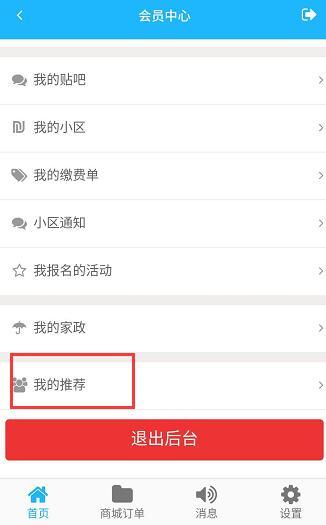 会员中心
我的贴吧
我的小区
我的缴费单
小区通知
我报名的活动
我的家政
我的推荐
退出后台
首页 商城订单 消息 设置